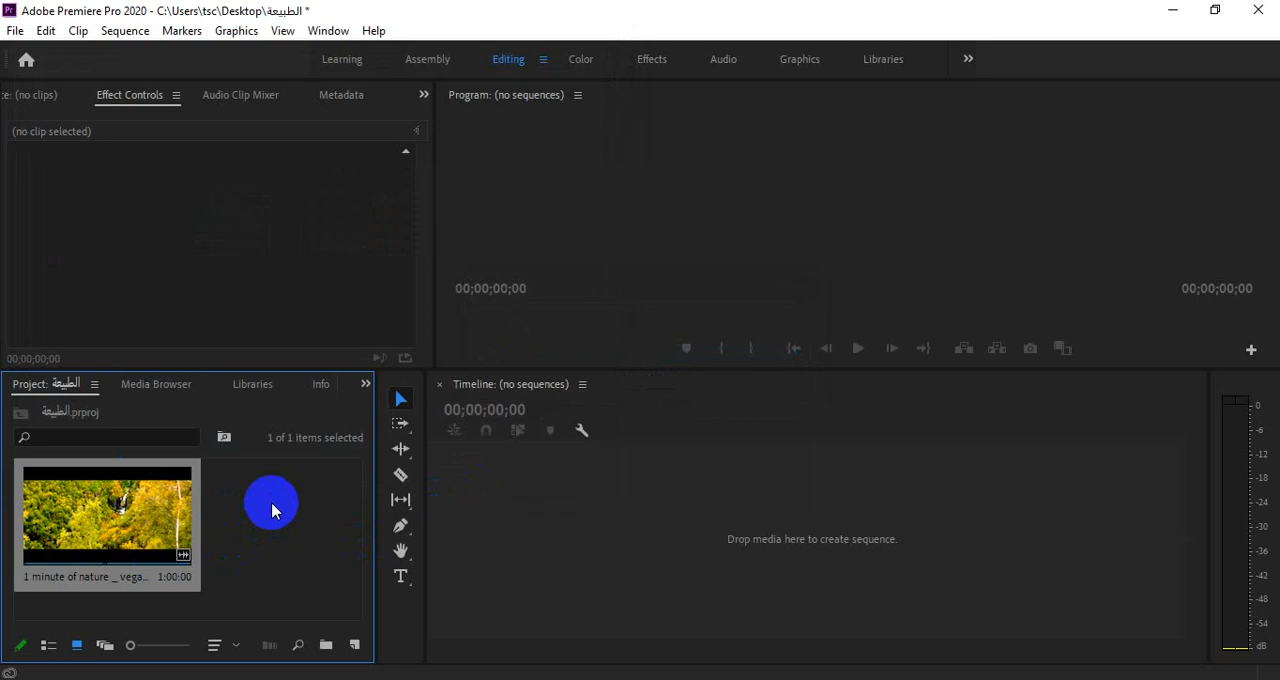 Adobe Premiere Pro 2020 - C:\Users\tsc\Desktop\الطبيعة *
File Edit Clip Sequence Markers Graphics View Window Help
Learning Assembly Editing Color Effects Audio Graphics Libraries
ce: (no clips) Effect Controls Audio Clip Mixer Metadata
Program: (no sequences)
(no clip selected)
00;00;00;00 00;00;00;00
00;00;00;00
Project: الطبيعة Media Browser Libraries Info
Timeline: (no sequences)
الطبيعة.prproj
00;00;00;00
1 of 1 items selected
Drop media here to create sequence.
1 minute of nature _ vega... 1:00:00
0
-6
-12
-18
-24
-30
-36
-42
-48
-54
dB